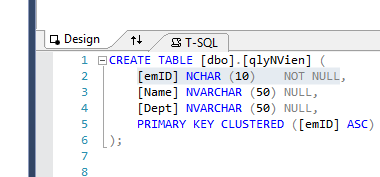 Design
T-SQL
1 CREATE TABLE [dbo].[qlyNVien] (
2 [emID] NCHAR (10) NOT NULL,
3 [Name] NVARCHAR (50) NULL,
4 [Dept] NVARCHAR (50) NULL,
5 PRIMARY KEY CLUSTERED ([emID] ASC)
6 );
7
8